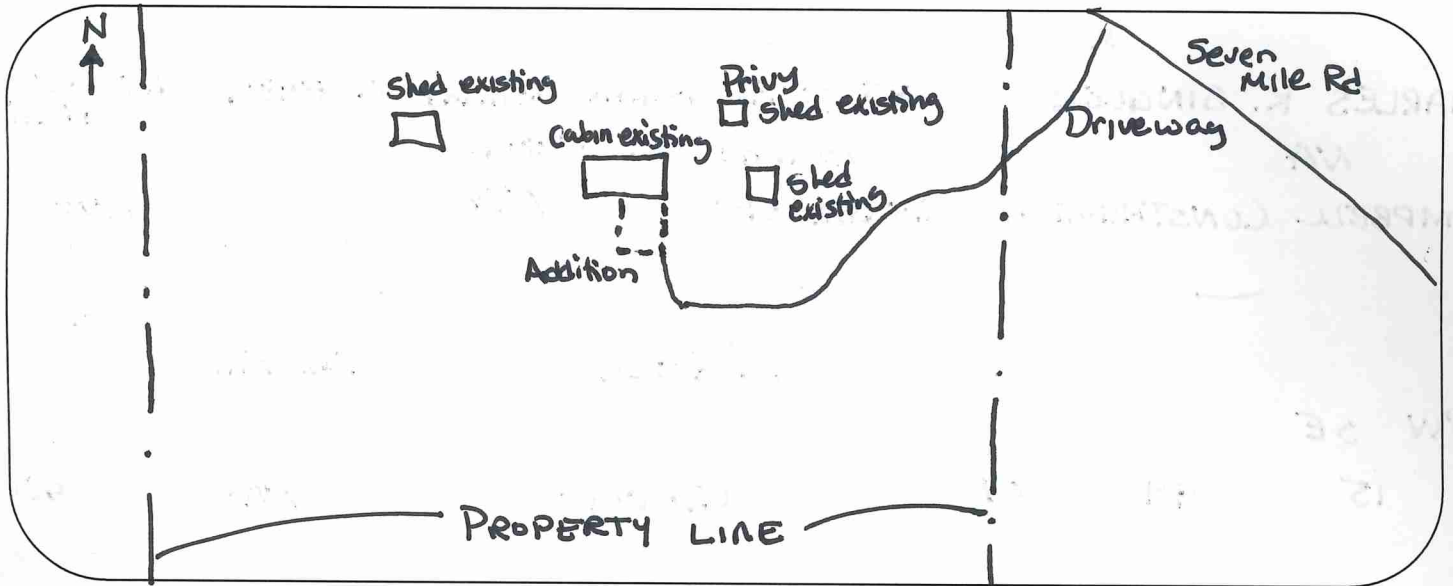 N
Seven
Mile Rd
Shed existing
Privy
Shed existing
Driveway
Cabin existing
Shed
existing
Addition
PROPERTY LINE